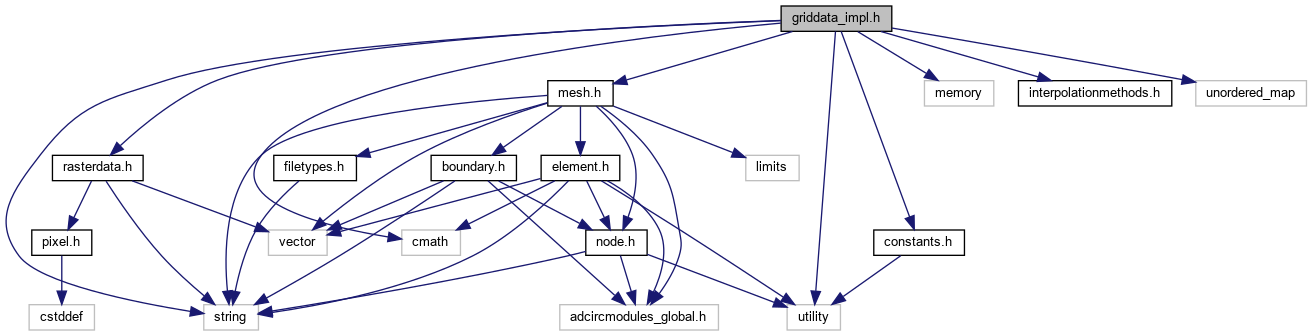 griddata_impl.h
mesh.h
memory
interpolationmethods.h
unordered_map
rasterdata.h
filetypes.h
boundary.h
element.h
limits
pixel.h
vector
cmath
node.h
constants.h
cstddef
string
adcircmodules_global.h
utility